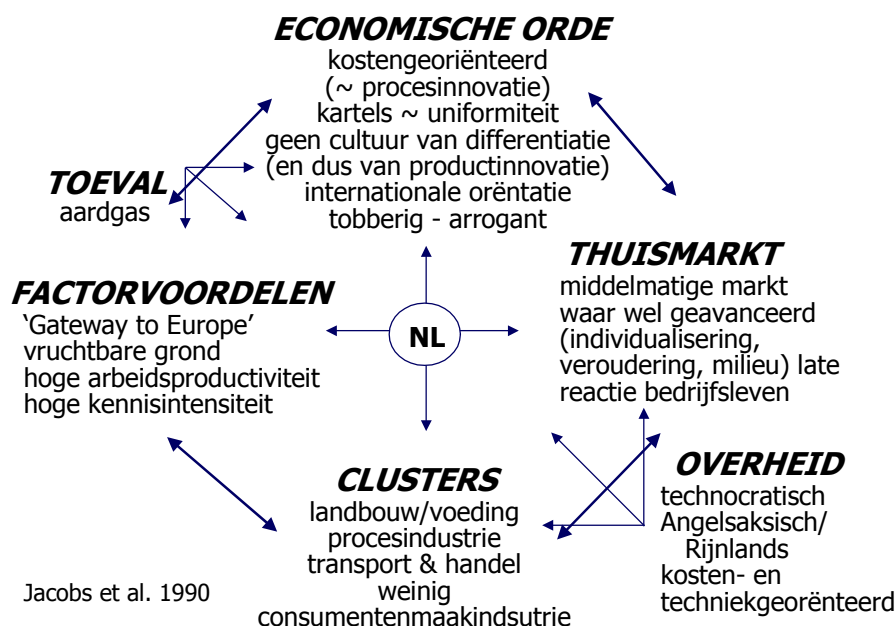 ECONOMISCHE ORDE
kostengeoriënteerd
(~ procesinnovatie)
kartels ~ uniformiteit
geen cultuur van differentiatie
(en dus van productinnovatie)
internationale orëntatie
tobberig - arrogant
TOEVAL
aardgas
THUISMARKT
middelmatige markt
waar wel geavanceerd
(individualisering,
veroudering, milieu) late
reactie bedrijfsleven
FACTORVOORDELEN
‘Gateway to Europe’
vruchtbare grond
hoge arbeidsproductiviteit
hoge kennisintensiteit
NL
CLUSTERS
landbouw/voeding
procesindustrie
transport & handel
weinig
consumentenmaakindsutrie
OVERHEID
technocratisch
Angelsaksisch/
Rijnlands
kosten- en
techniekgeorënteerd
Jacobs et al. 1990